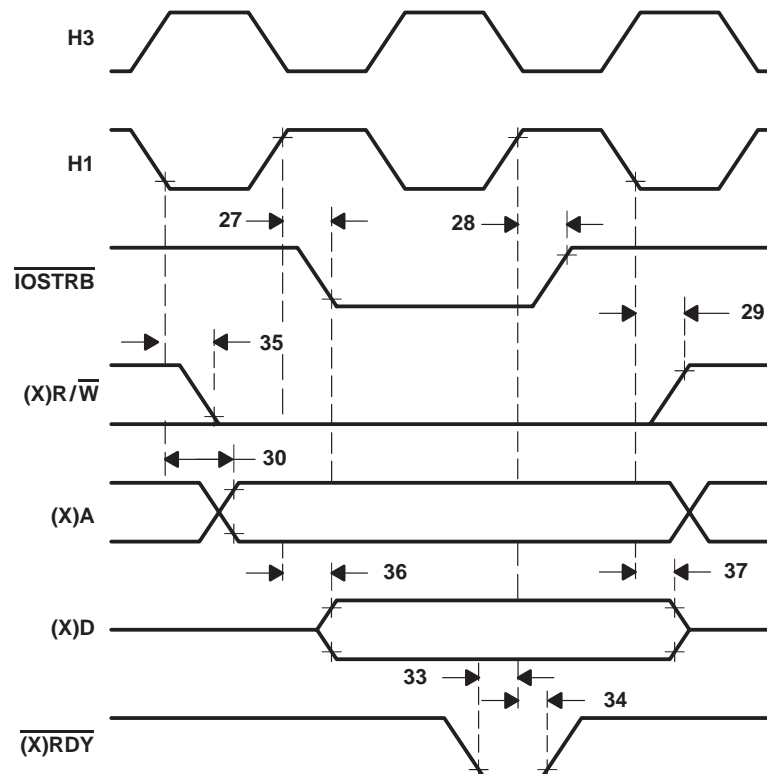 H3
H1
27
28
IOSTRB
29
35
(X)R/W
30
(X)A
36
37
(X)D
33
34
(X)RDY